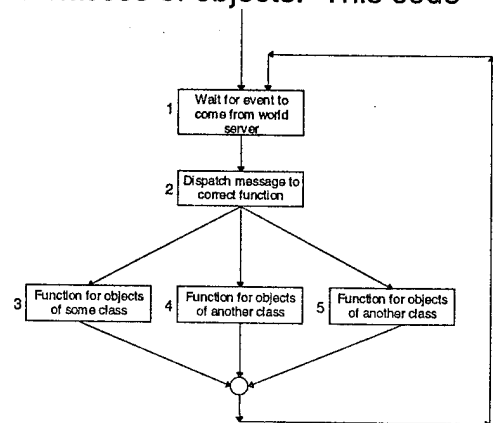 of objects. This code
1
Wait for event to
come from world
server
2
Dispatch message to
correct function
3
Function for objects
of some class
4
Function for objects
of another class
5
Function for objects
of another class